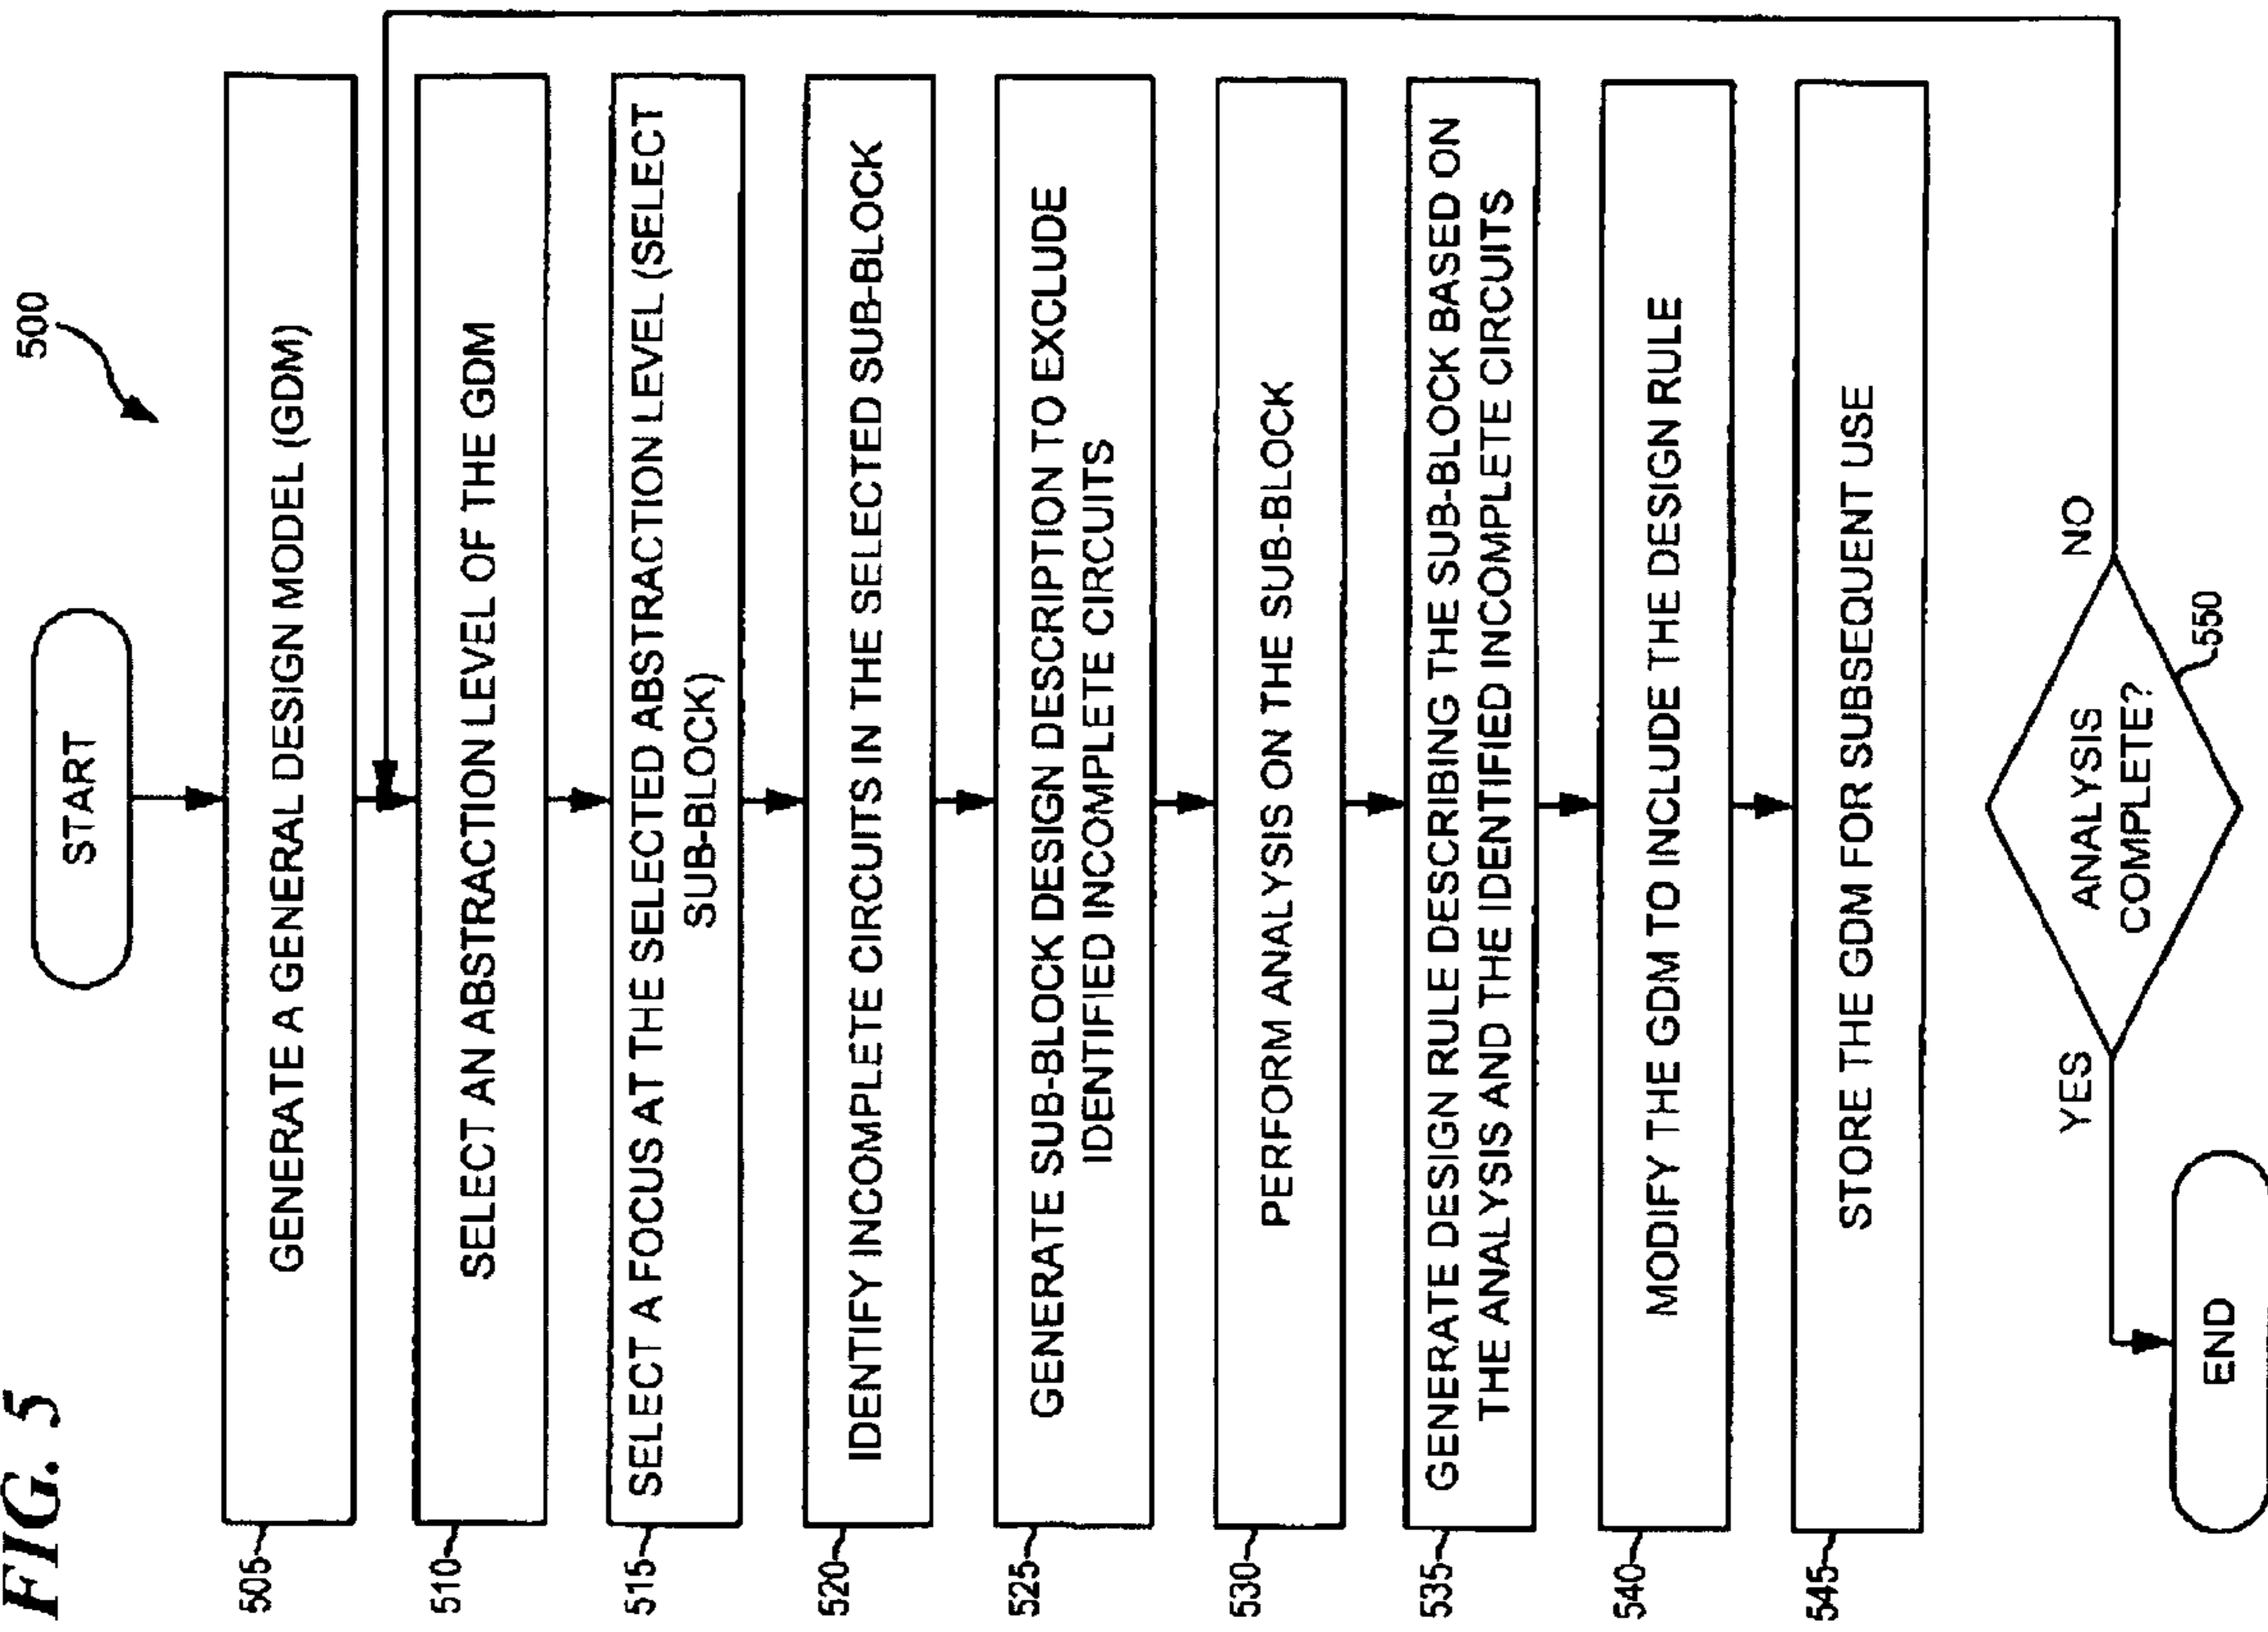 FIG. 5
500
START
505
GENERATE A GENERAL DESIGN MODEL (GDM)
510
SELECT AN ABSTRACTION LEVEL OF THE GDM
515
SELECT A FOCUS AT THE SELECTED ABSTRACTION LEVEL (SELECT
SUB-BLOCK)
520
IDENTIFY INCOMPLETE CIRCUITS IN THE SELECTED SUB-BLOCK
525
GENERATE SUB-BLOCK DESIGN DESCRIPTION TO EXCLUDE
IDENTIFIED INCOMPLETE CIRCUITS
530
PERFORM ANALYSIS ON THE SUB-BLOCK
535
GENERATE DESIGN RULE DESCRIBING THE SUB-BLOCK BASED ON
THE ANALYSIS AND THE IDENTIFIED INCOMPLETE CIRCUITS
540
MODIFY THE GDM TO INCLUDE THE DESIGN RULE
545
STORE THE GDM FOR SUBSEQUENT USE
YES
NO
ANALYSIS
COMPLETE?
550
END